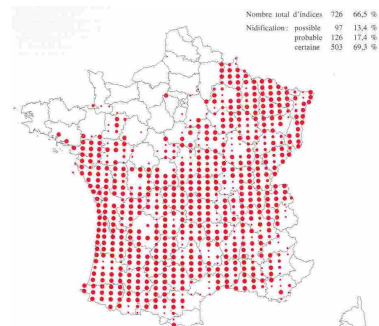 Nombre total d'indices 726 66,5 %
Nidification : possible 97 13,4 %
probable 126 17,4 %
certaine 503 69,3 %